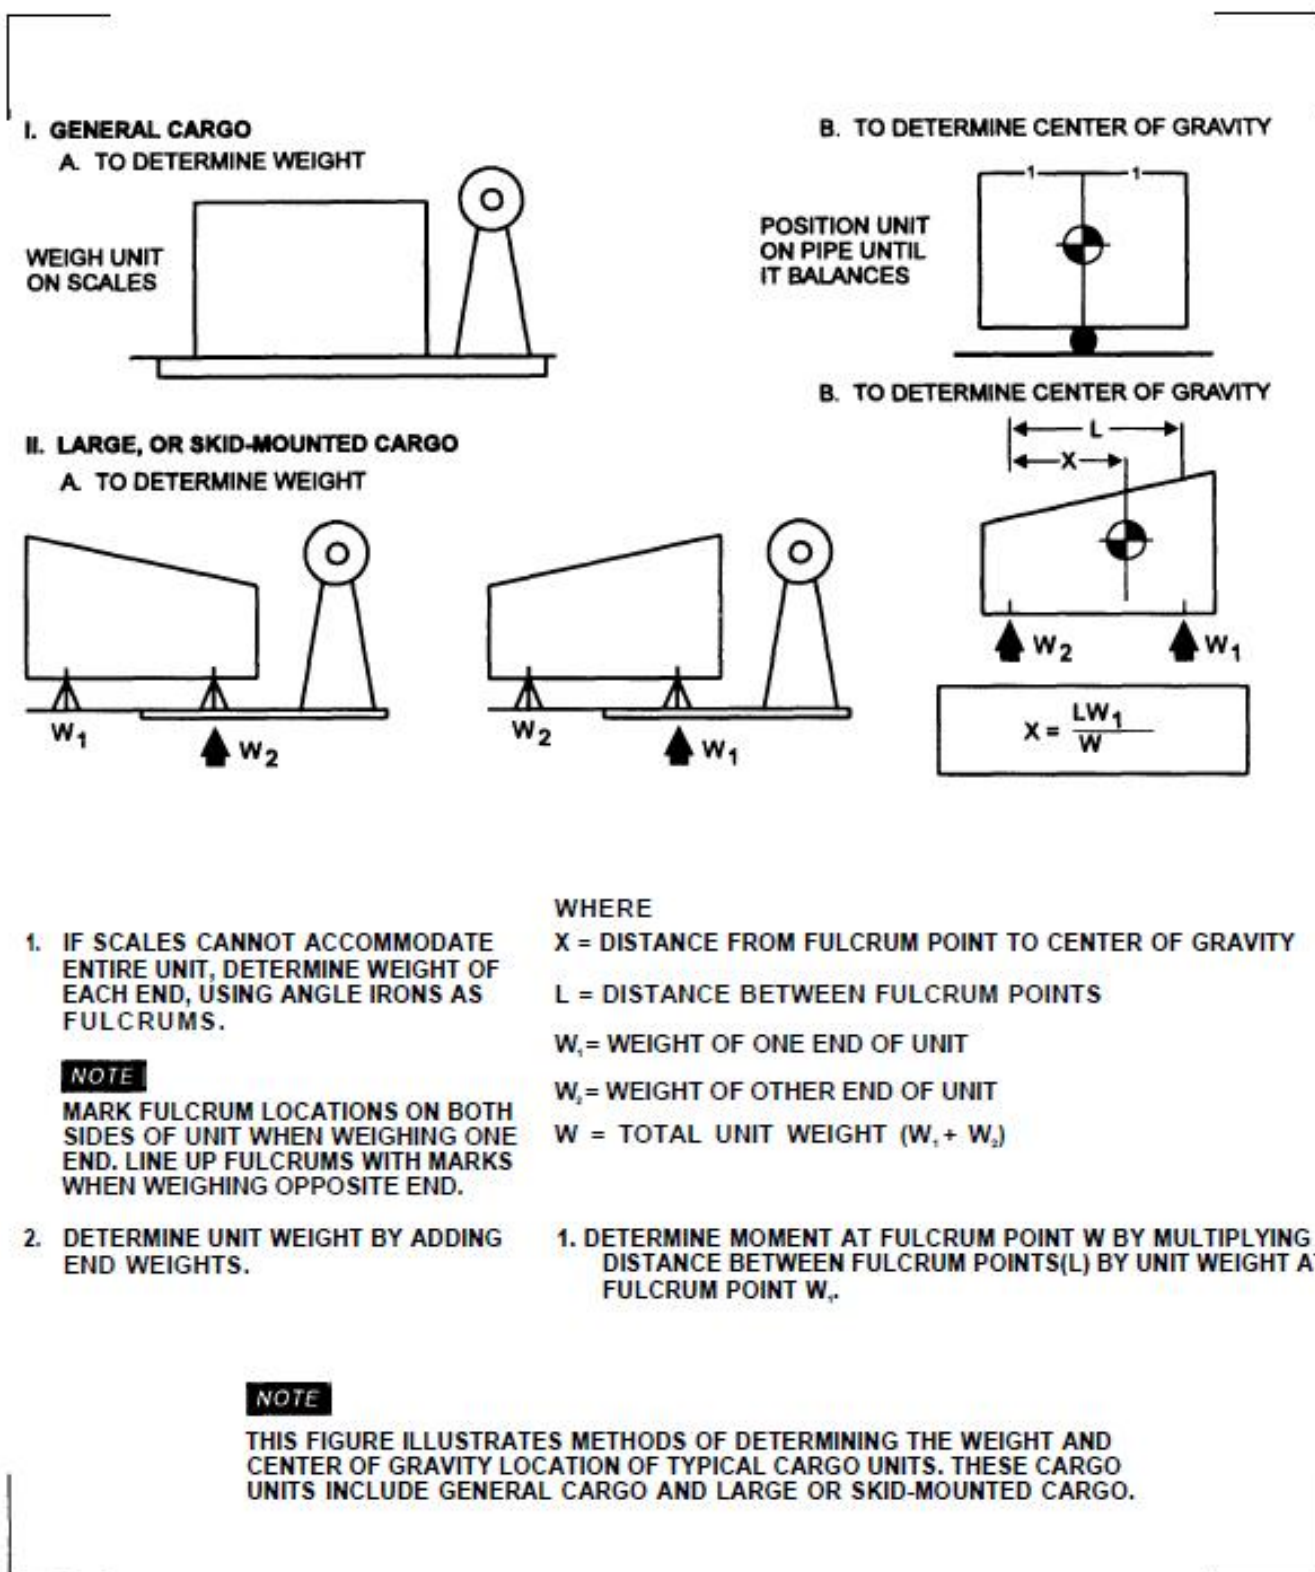 I. GENERAL CARGO
A. TO DETERMINE WEIGHT
WEIGH UNIT
ON SCALES
B. TO DETERMINE CENTER OF GRAVITY
1 1
POSITION UNIT
ON PIPE UNTIL
IT BALANCES
II. LARGE, OR SKID-MOUNTED CARGO
A. TO DETERMINE WEIGHT
W1
W2
W2
W1
B. TO DETERMINE CENTER OF GRAVITY
L
X
W2 W1
X = LW1
W
1. IF SCALES CANNOT ACCOMMODATE
ENTIRE UNIT, DETERMINE WEIGHT OF
EACH END, USING ANGLE IRONS AS
FULCRUMS.
NOTE
MARK FULCRUM LOCATIONS ON BOTH
SIDES OF UNIT WHEN WEIGHING ONE
END. LINE UP FULCRUMS WITH MARKS
WHEN WEIGHING OPPOSITE END.
2. DETERMINE UNIT WEIGHT BY ADDING
END WEIGHTS.
WHERE
X = DISTANCE FROM FULCRUM POINT TO CENTER OF GRAVITY
L = DISTANCE BETWEEN FULCRUM POINTS
W1= WEIGHT OF ONE END OF UNIT
W2= WEIGHT OF OTHER END OF UNIT
W = TOTAL UNIT WEIGHT (W1+ W2)
1. DETERMINE MOMENT AT FULCRUM POINT W BY MULTIPLYING
DISTANCE BETWEEN FULCRUM POINTS(L) BY UNIT WEIGHT A
FULCRUM POINT W1.
NOTE
THIS FIGURE ILLUSTRATES METHODS OF DETERMINING THE WEIGHT AND
CENTER OF GRAVITY LOCATION OF TYPICAL CARGO UNITS. THESE CARGO
UNITS INCLUDE GENERAL CARGO AND LARGE OR SKID-MOUNTED CARGO.